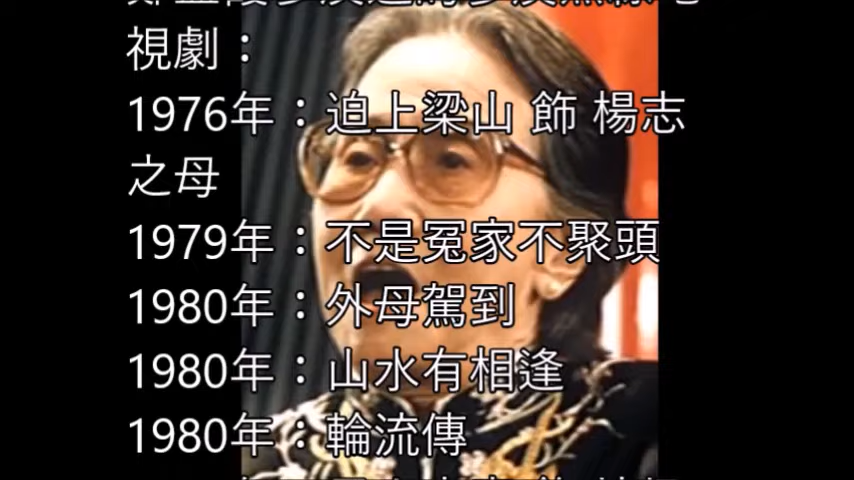 視劇：
1976年：迫上梁山 飾 楊志
之母
1979年：不是冤家不聚頭
1980年：外母駕到
1980年：山水有相逢
1980年：輪流傳